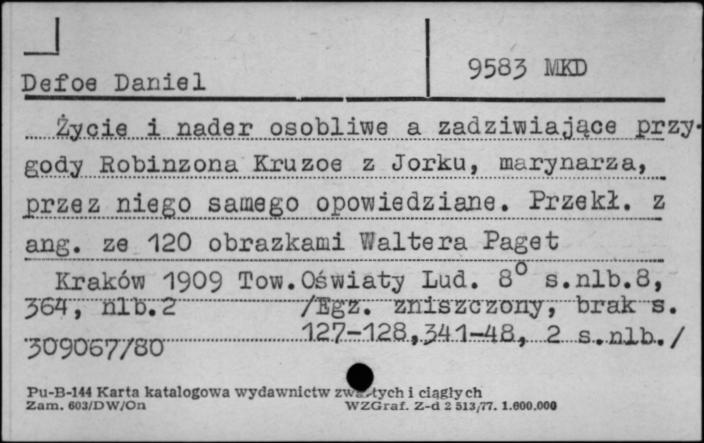 9583 MKD
Defoe Daniel
Życie i nader osobliwe a zadziwiające przy-
gody Robinzona Kruzoe z Jorku, marynarza,
przez niego samego opowiedziane. Przekł. z
ang. ze 120 obrazkami Waltera Paget
Kraków 1909 Tow.Oświaty Lud. 8° s.nlb.8,
364, nlb.2 /Egz. zniszczony, brak s.
127-128,341-48, 2 s.nlb./
309067/80
Pu-B-144 Karta katalogowa wydawnictw zwartych i ciągłych
Zam. 603/DW/On WZGraf. Z-d 2 513/77. 1.600.000